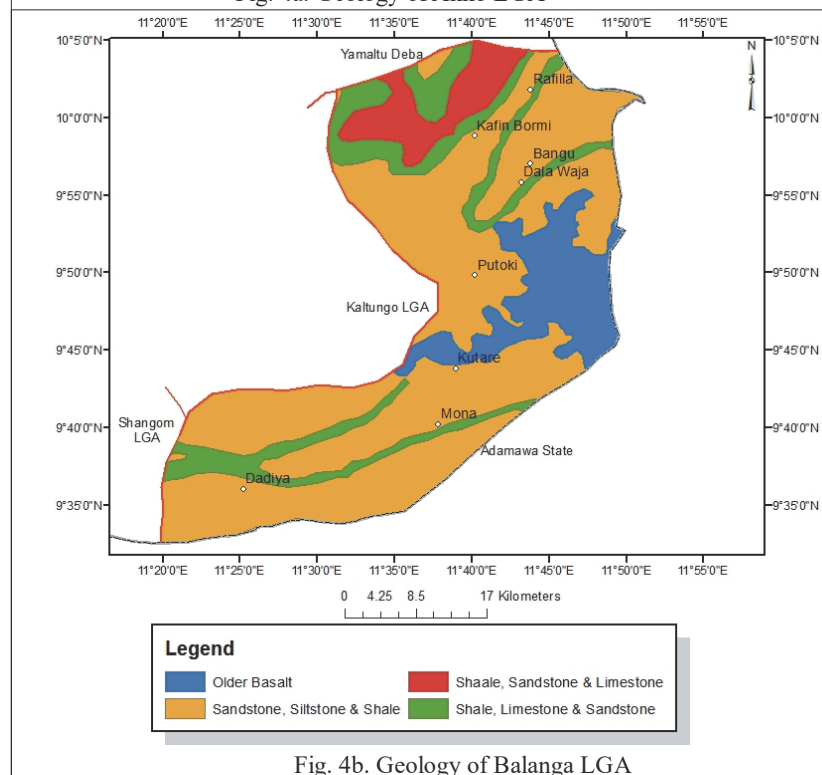 11°20'0"E 11°25'0"E 11°30'0"E 11°35'0"E 11°40'0"E 11°45'0"E 11°50'0"E 11°55'0"E
10°5'0"N 10°5'0"N
Yamaltu Deba
N
Rafilla
10°0'0"N 10°0'0"N
Kafin Bormi
Bangu
Dala Waja
9°55'0"N 9°55'0"N
Putoki
9°50'0"N 9°50'0"N
Kaltungo LGA
9°45'0"N 9°45'0"N
Kutare
Mona
Shangom
LGA
9°40'0"N 9°40'0"N
Adamawa State
Dadiya
9°35'0"N 9°35'0"N
11°20'0"E 11°25'0"E 11°30'0"E 11°35'0"E 11°40'0"E 11°45'0"E 11°50'0"E 11°55'0"E
0 4.25 8.5 17 Kilometers
Legend
Older Basalt Shaale, Sandstone & Limestone
Sandstone, Siltstone & Shale Shale, Limestone & Sandstone
Fig. 4b. Geology of Balanga LGA